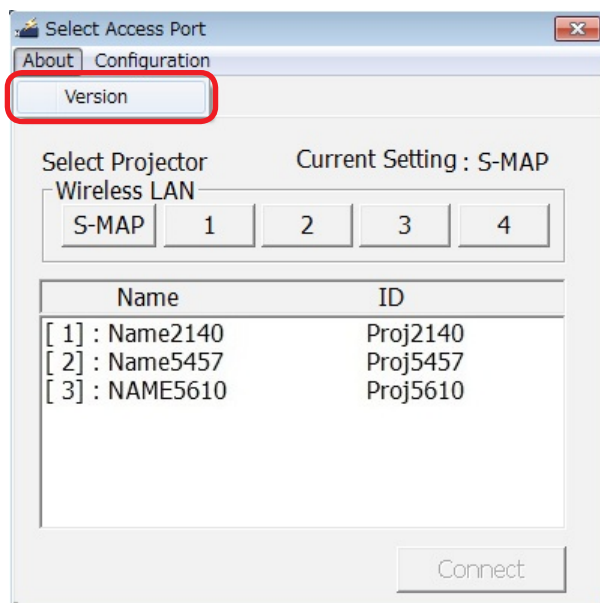 Select Access Port
About Configuration
Version
Select Projector Current Setting : S-MAP
Wireless LAN
S-MAP 1 2 3 4
Name ID
[ 1] : Name2140 Proj2140
[ 2] : Name5457 Proj5457
[ 3] : NAME5610 Proj5610
Connect